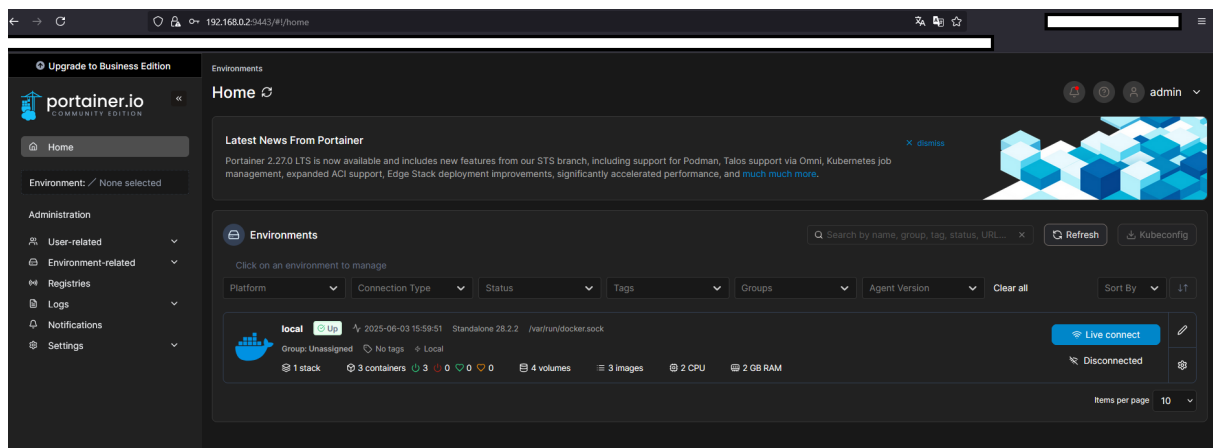 192.168.0.2:9443/#!/home
Upgrade to Business Edition
portainer.io
COMMUNITY EDITION
Home
Environment: None selected
Administration
User-related
Environment-related
Registries
Logs
Notifications
Settings
Environments
Home
admin
Latest News From Portainer
dismiss
Portainer 2.27.0 LTS is now available and includes new features from our STS branch, including support for Podman, Talos support via Omni, Kubernetes job
management, expanded ACI support, Edge Stack deployment improvements, significantly accelerated performance, and much much more.
Environments
Search by name, group, tag, status, URL...
Refresh
Kubeconfig
Click on an environment to manage
Platform Connection Type Status Tags Groups Agent Version Clear all Sort By
local Up 2025-06-03 15:59:51 Standalone 28.2.2 /var/run/docker.sock
Group: Unassigned No tags Local
1 stack 3 containers 3 0 0 0 4 volumes 3 images 2 CPU 2 GB RAM
Live connect
Disconnected
Items per page 10